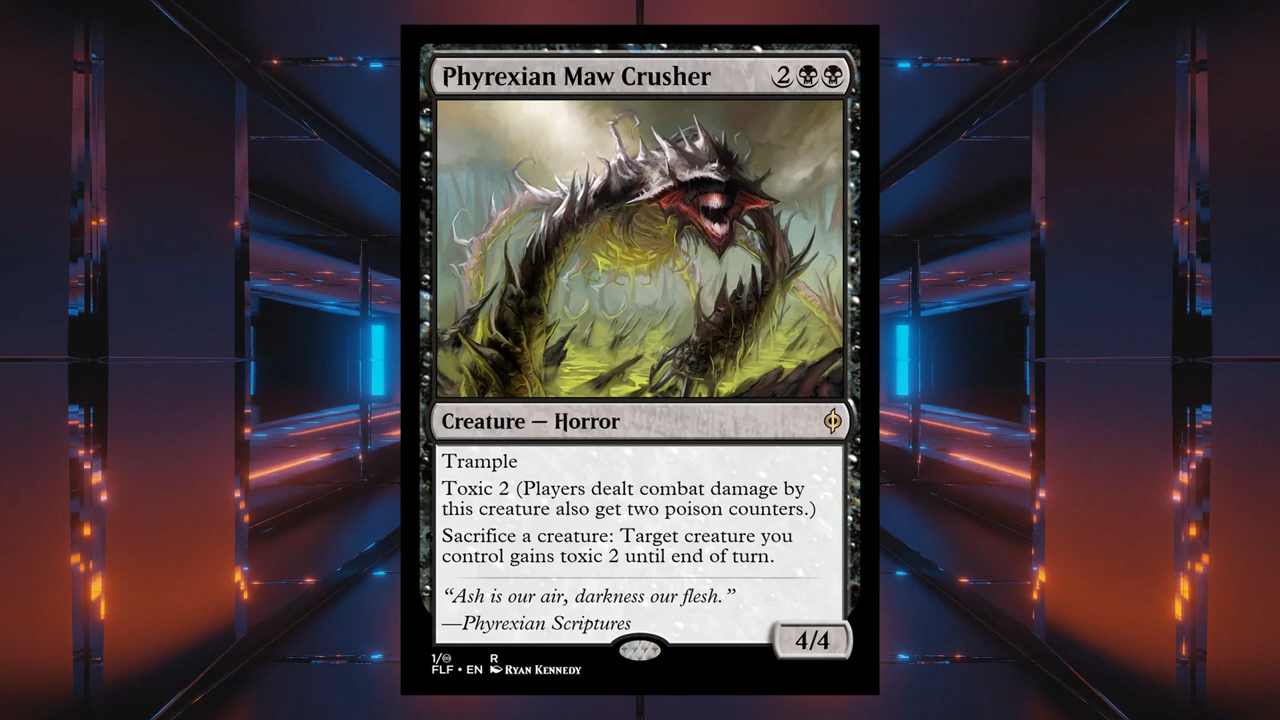 Phyrexian Maw Crusher 2
Creature — Horror
Trample
Toxic 2 (Players dealt combat damage by
this creature also get two poison counters.)
Sacrifice a creature: Target creature you
control gains toxic 2 until end of turn.
“Ash is our air, darkness our flesh.”
—Phyrexian Scriptures
4/4
1/♾ R
FLF • EN RYAN KENNEDY